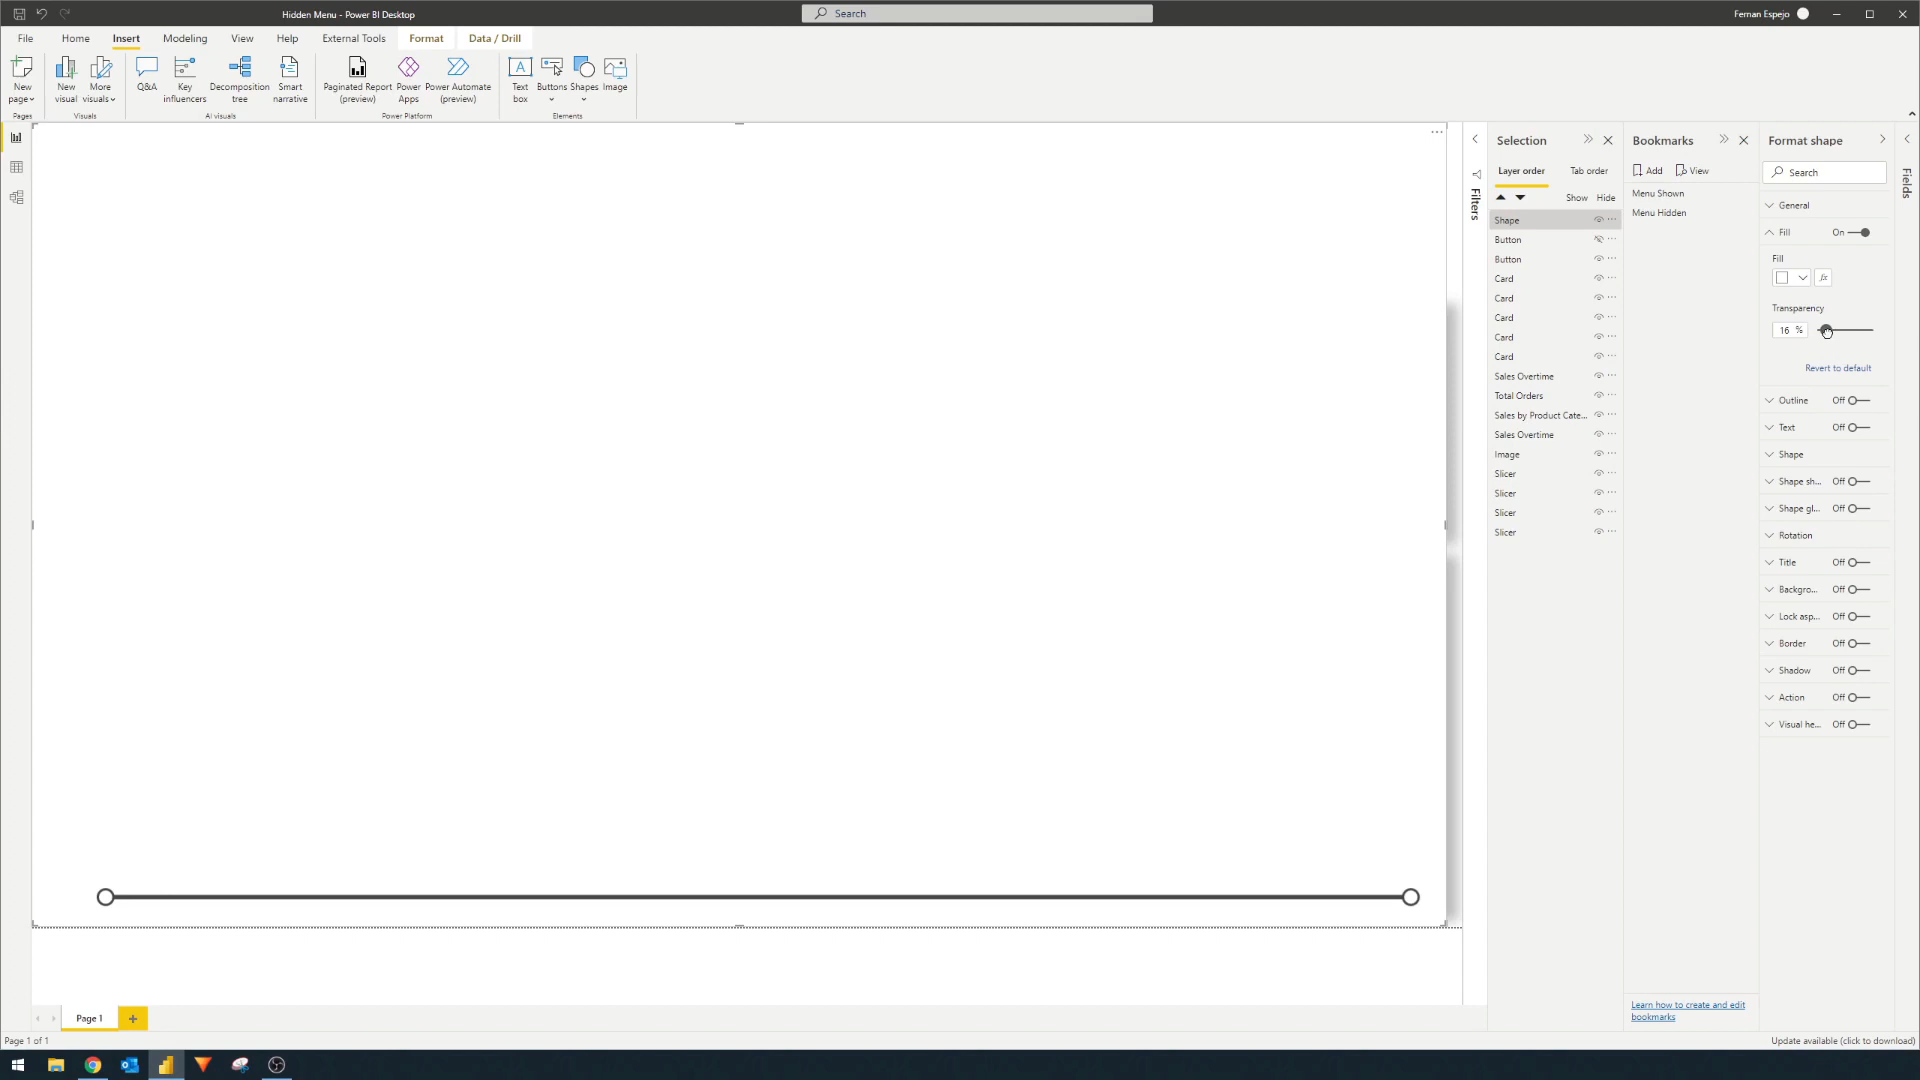 Hidden Menu - Power BI Desktop
Search
Fernan Espejo
File
Home
Insert
Modeling
View
Help
External Tools
Format
Data / Drill
New
page
New
visual
More
visuals
Q&A
Key
influencers
Decomposition
tree
Smart
narrative
Paginated Report
(preview)
Power
Apps
Power Automate
(preview)
Text
box
Buttons
Shapes
Image
Pages
Visuals
AI visuals
Power Platform
Elements
Filters
Selection
Layer order
Tab order
Show
Hide
Shape
Button
Button
Card
Card
Card
Card
Card
Sales Overtime
Total Orders
Sales by Product Cate...
Sales Overtime
Image
Slicer
Slicer
Slicer
Slicer
Bookmarks
Add
View
Menu Shown
Menu Hidden
Learn how to create and edit
bookmarks
Format shape
Search
General
Fill On
Fill
fx
Transparency
16 %
Revert to default
Outline Off
Text Off
Shape
Shape sh... Off
Shape gl... Off
Rotation
Title Off
Backgro... Off
Lock asp... Off
Border Off
Shadow Off
Action Off
Visual he... Off
Fields
Page 1
Page 1 of 1
Update available (click to download)